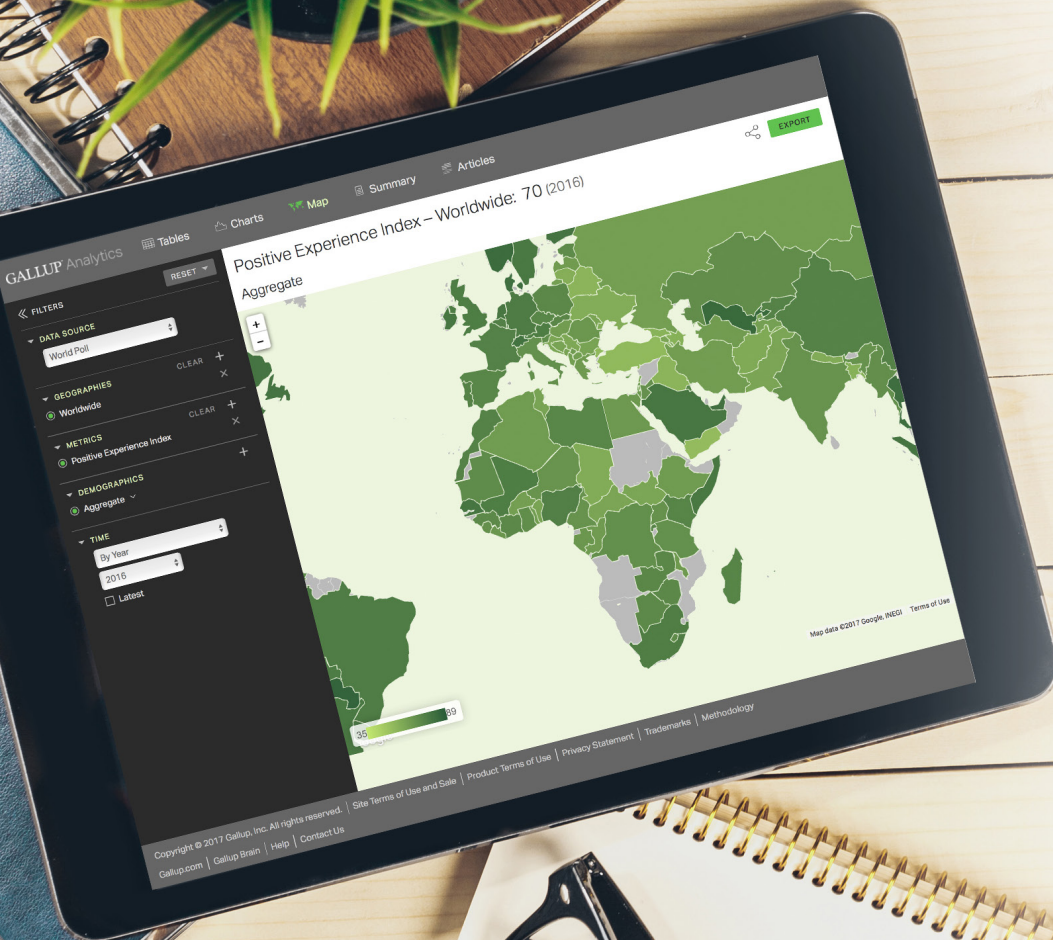 GALLUP Analytics
Tables
Charts
Map
Summary
Articles
FILTERS
RESET
DATA SOURCE
World Poll
GEOGRAPHIES
CLEAR
Worldwide
METRICS
CLEAR
Positive Experience Index
DEMOGRAPHICS
Aggregate
TIME
By Year
2016
Latest
Positive Experience Index – Worldwide: 70 (2016)
EXPORT
Aggregate
+
−
35
89
Map data ©2017 Google, INEGI Terms of Use
Copyright © 2017 Gallup, Inc. All rights reserved. | Site Terms of Use and Sale | Product Terms of Use | Privacy Statement | Trademarks | Methodology
Gallup.com | Gallup Brain | Help | Contact Us